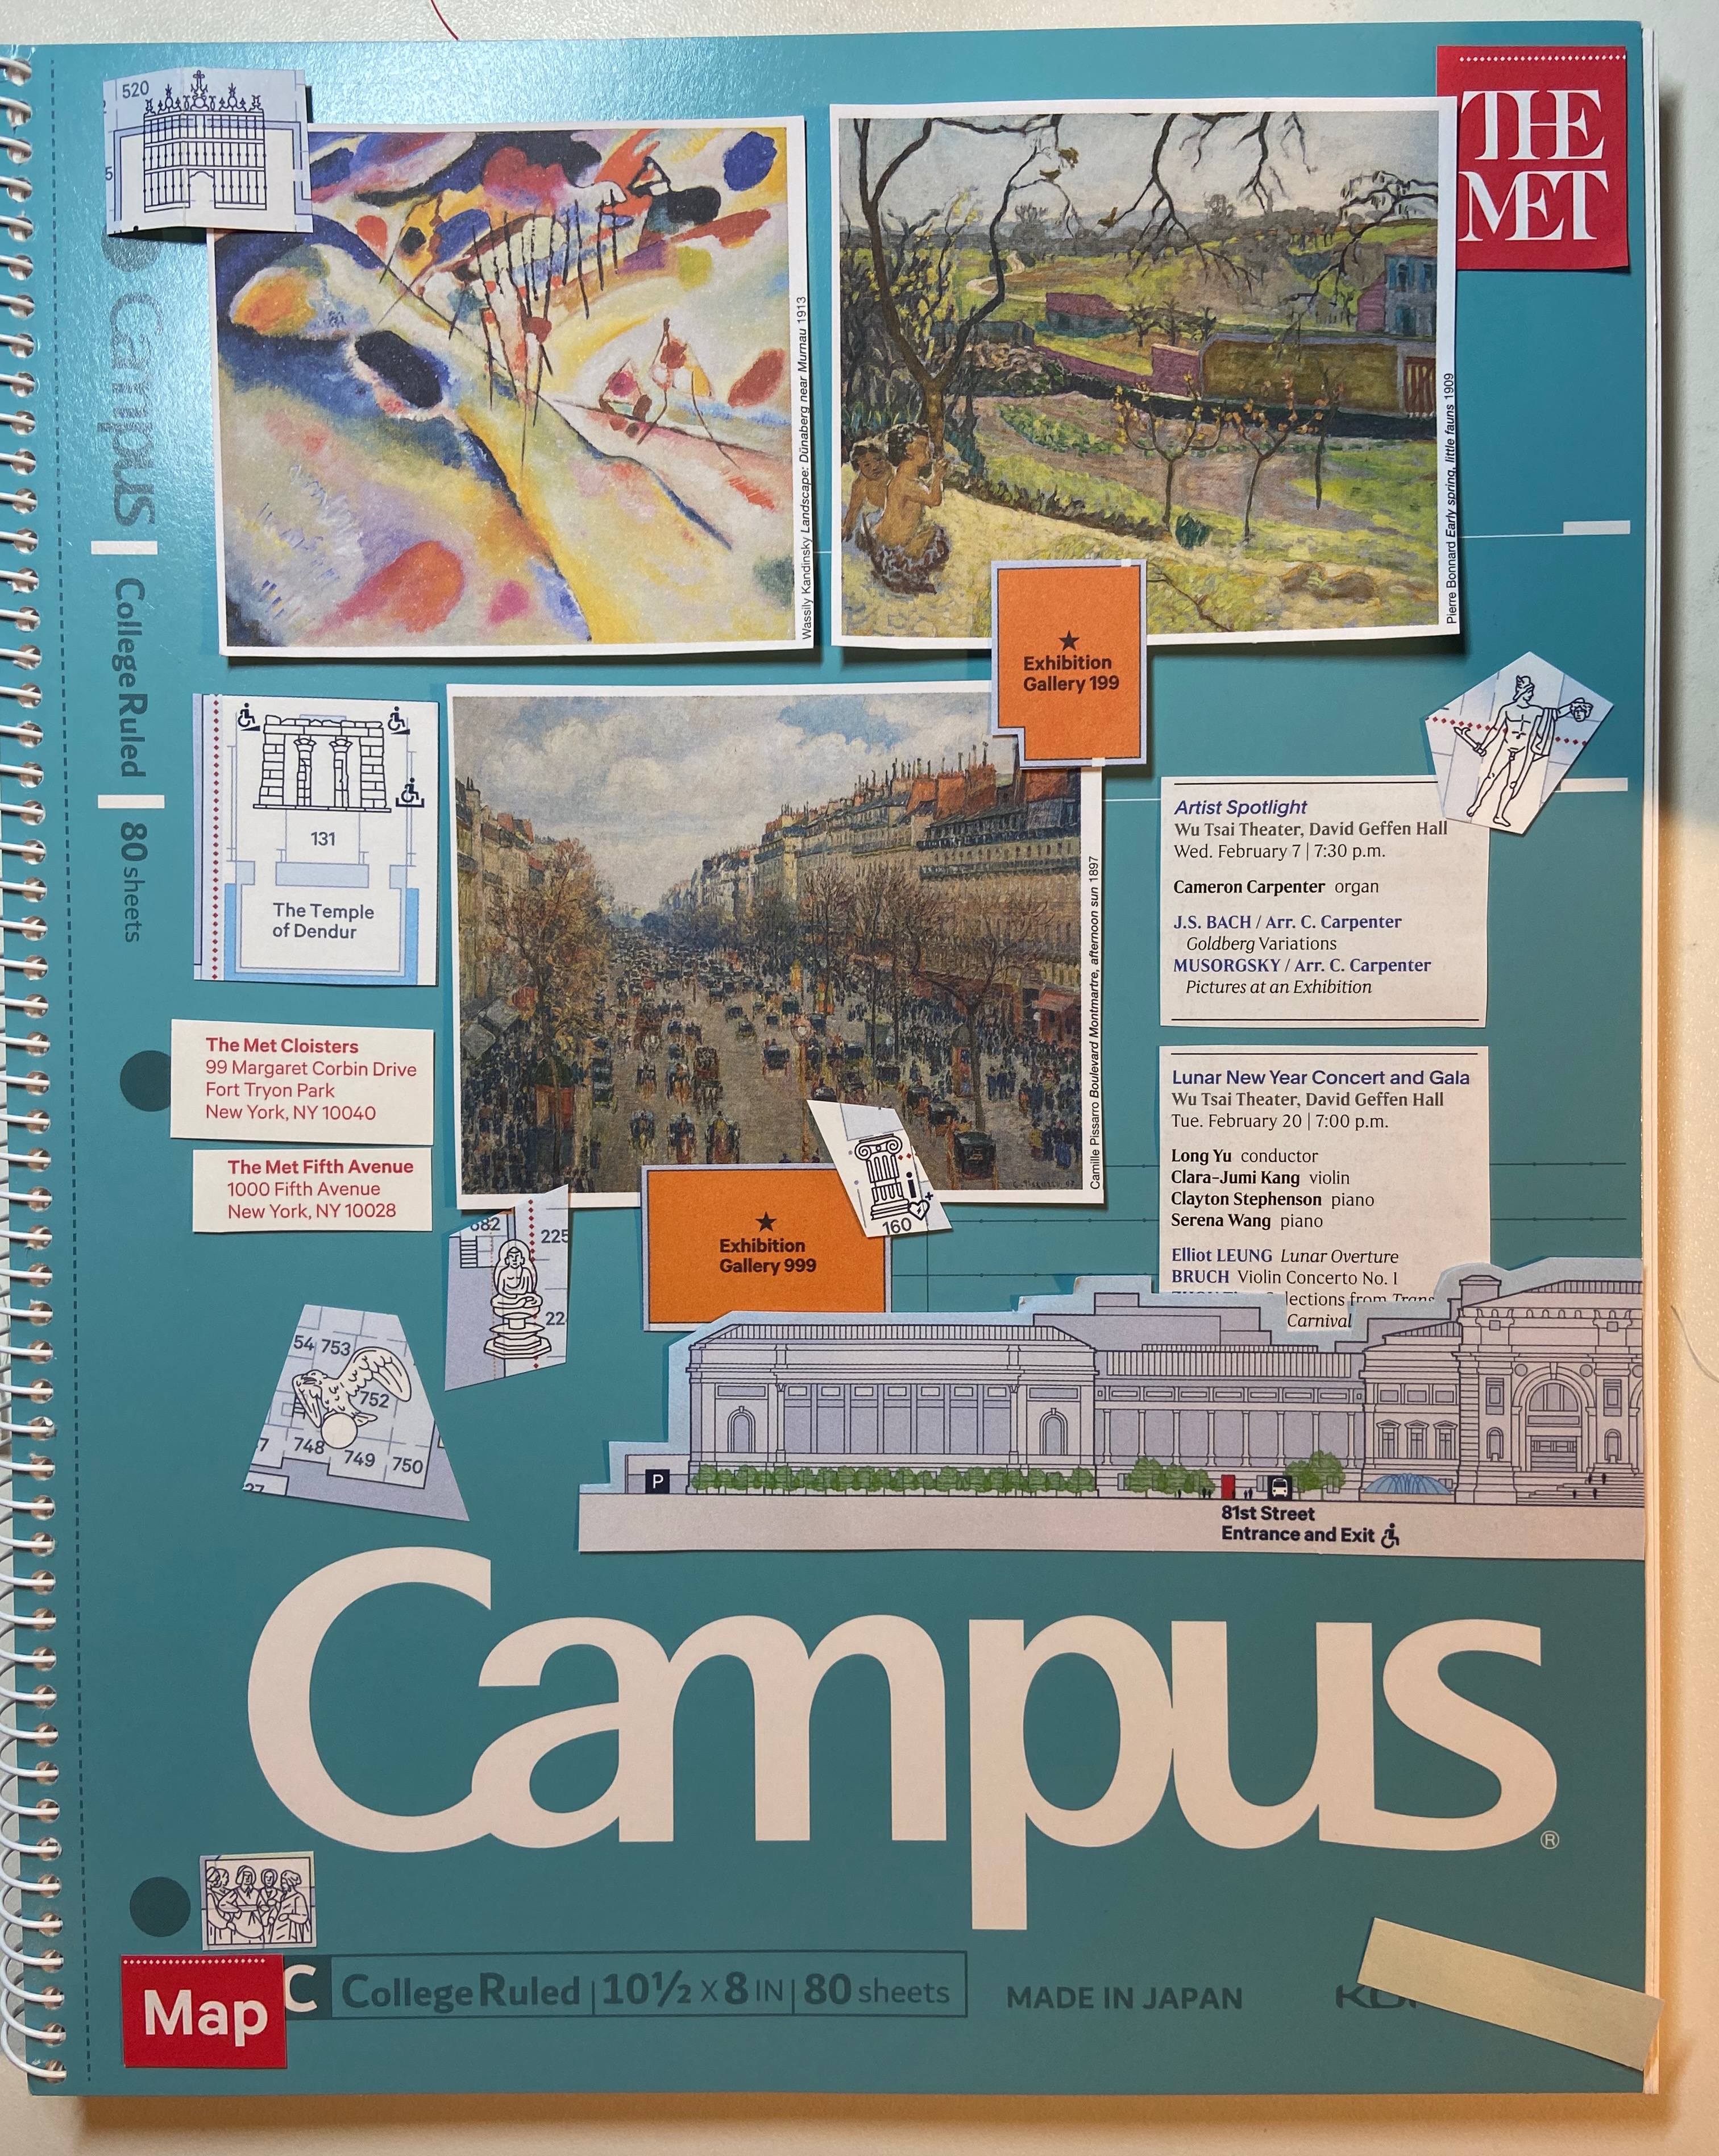 520
5
THE
MET
Wassily Kandinsky Landscape: Dünaberg near Murnau 1913
Pierre Bonnard Early spring, little fauns 1909
Campus
College Ruled
80 sheets
Exhibition
Gallery 199
131
The Temple
of Dendur
Camille Pissarro Boulevard Montmartre, afternoon sun 1897
Artist Spotlight
Wu Tsai Theater, David Geffen Hall
Wed. February 7 | 7:30 p.m.
Cameron Carpenter organ
J.S. BACH / Arr. C. Carpenter
Goldberg Variations
MUSORGSKY / Arr. C. Carpenter
Pictures at an Exhibition
The Met Cloisters
99 Margaret Corbin Drive
Fort Tryon Park
New York, NY 10040
The Met Fifth Avenue
1000 Fifth Avenue
New York, NY 10028
Lunar New Year Concert and Gala
Wu Tsai Theater, David Geffen Hall
Tue. February 20 | 7:00 p.m.
Long Yu conductor
Clara-Jumi Kang violin
Clayton Stephenson piano
Serena Wang piano
Elliot LEUNG Lunar Overture
BRUCH Violin Concerto No. 1
from
Carnival
160
682
225
22
Exhibition
Gallery 999
54 753
752
7 748 749 750
27
P
81st Street
Entrance and Exit
Campus®
Map
C College Ruled | 10½ X 8 IN | 80 sheets
MADE IN JAPAN